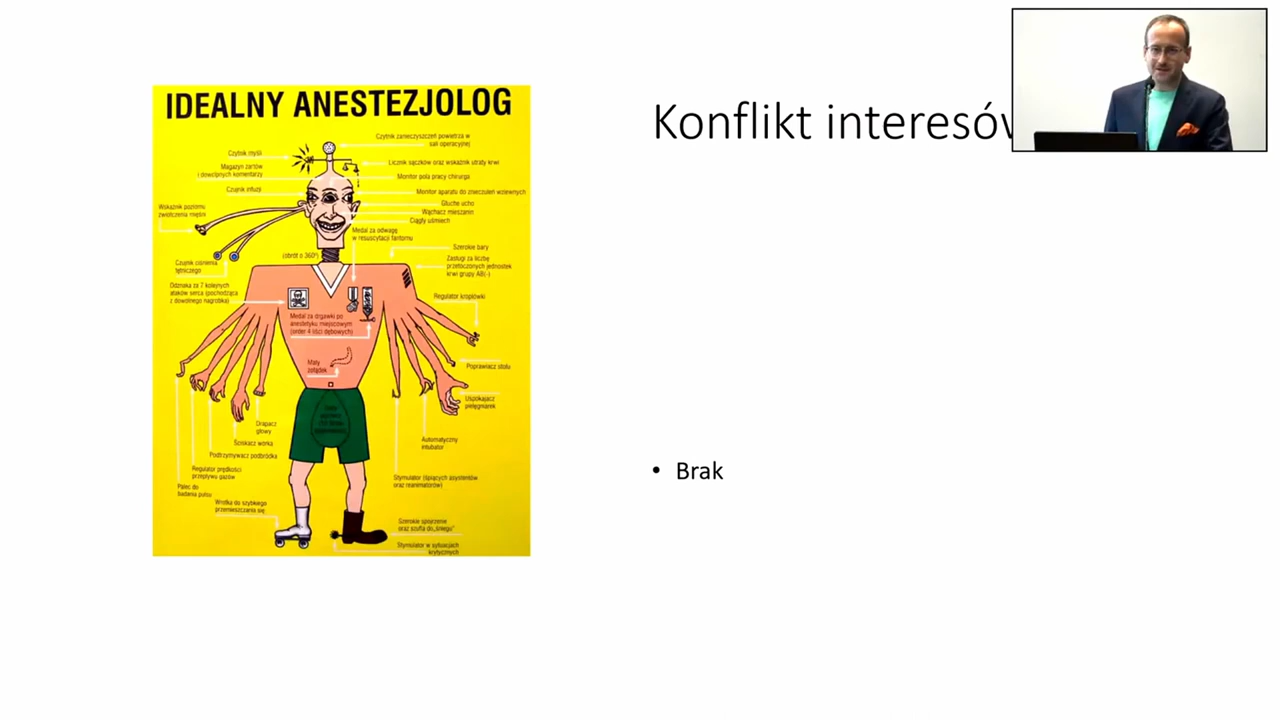 IDEALNY ANESTEZJOLOG
Czytnik zanieczyszczeń powietrza w
sali operacyjnej
Czytnik myśli
Licznik sączków oraz wskaźnik utraty krwi
Magazyn żartów
i dowcipnych komentarzy
Monitor pola pracy chirurga
Czujnik infuzji
Monitor aparatu do znieczuleń wziewnych
Głuche ucho
Wskaźnik poziomu
zwiotczenia mięśni
Wąchacz mieszanin
Ciągły uśmiech
Medal za odwagę
w resuscytacji fantomu
Szerokie bary
(obrót o 360°)
Zasługi za liczbę
przetoczonych jednostek
krwi grupy AB(-)
Czujnik ciśnienia
tętniczego
Odznaka za 7 kolejnych
ataków serca (pochodząca
z dowolnego nagrobka)
Regulator kroplówki
Medal za drgawki po
anestetyku miejscowym
(order 4 liści dębowych)
Mały
żołądek
Poprawiacz stołu
Uspokajacz
pielęgniarek
Drapacz
głowy
Ściskacz worka
Automatyczny
intubator
Podtrzymywacz podbródka
Regulator prędkości
przepływu gazów
Stymulator (śpiących asystentów
oraz reanimatorów)
Palec do
badania pulsu
Wrotka do szybkiego
przemieszczania się
Szerokie spojrzenie
oraz szufla do „śniegu”
Stymulator w sytuacjach
krytycznych
Konflikt interesów
• Brak